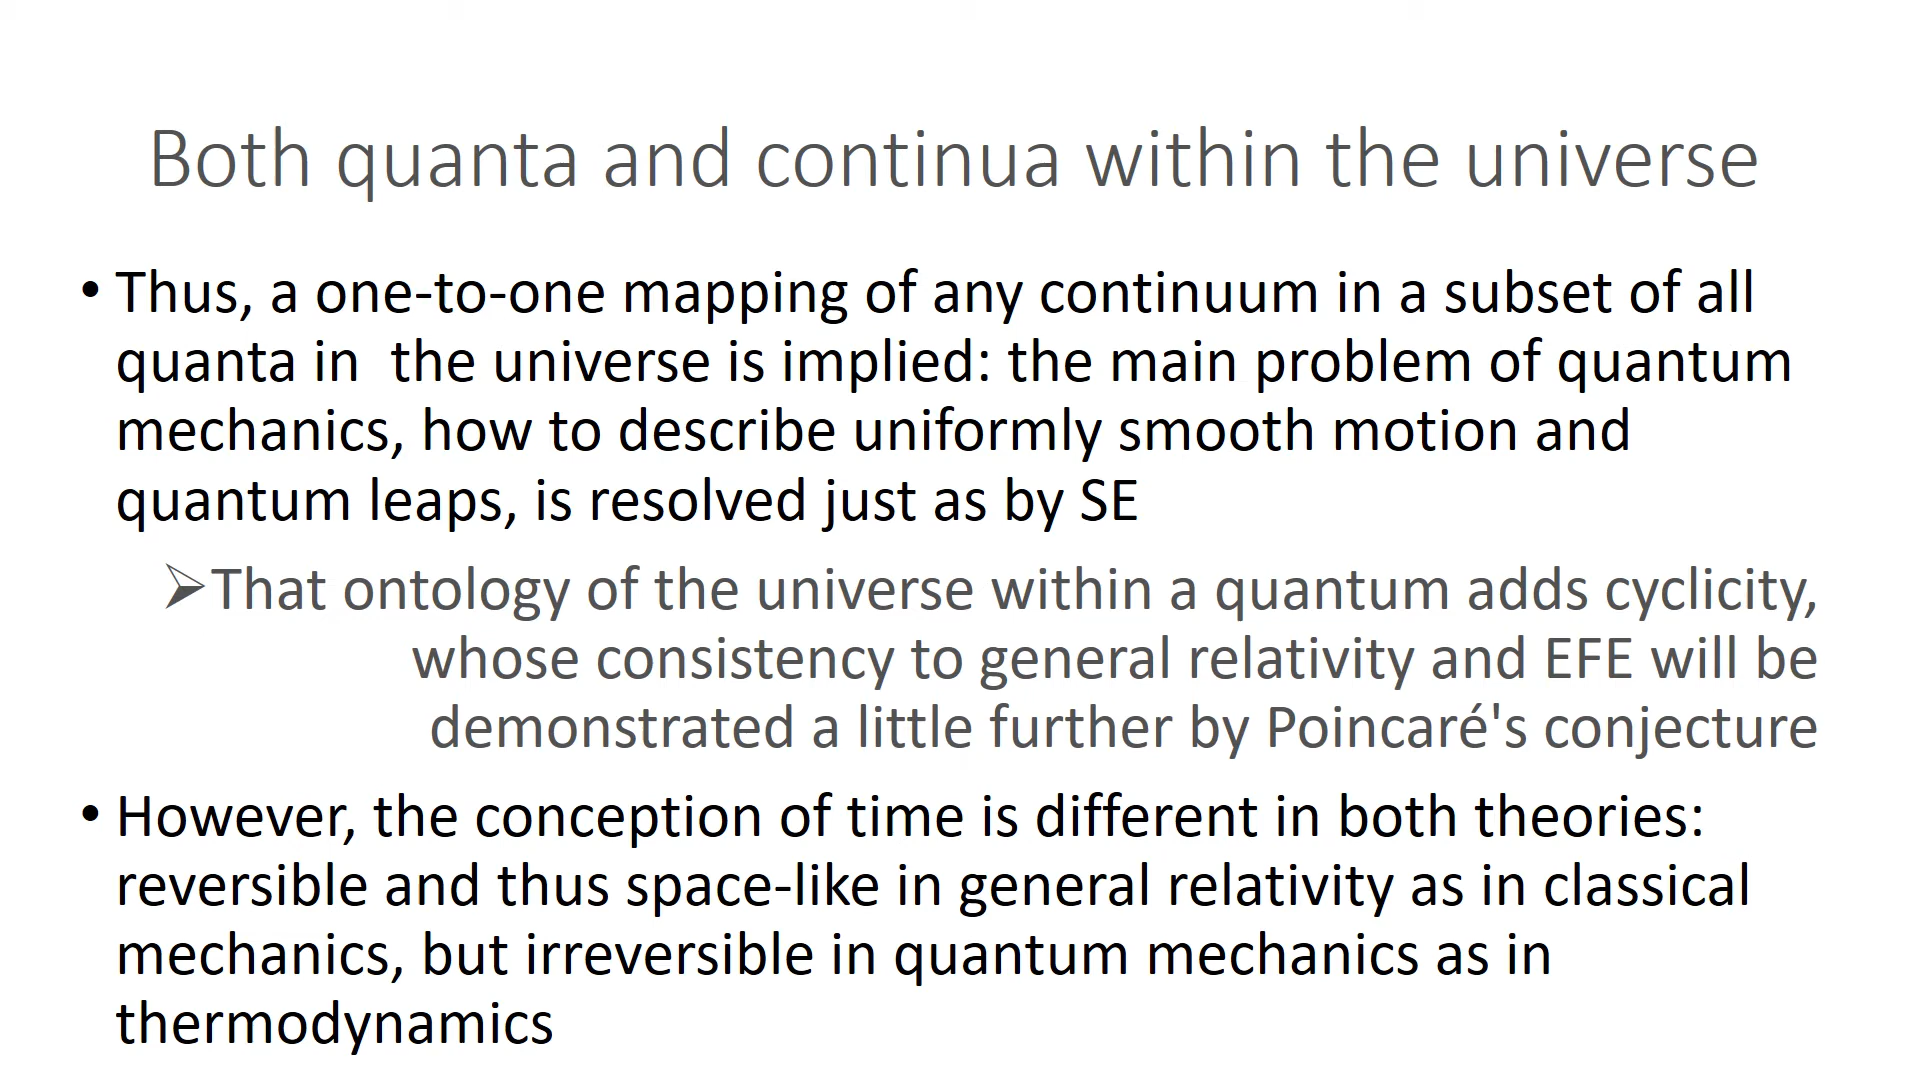 Both quanta and continua within the universe
• Thus, a one-to-one mapping of any continuum in a subset of all
quanta in  the universe is implied: the main problem of quantum
mechanics, how to describe uniformly smooth motion and
quantum leaps, is resolved just as by SE
➢That ontology of the universe within a quantum adds cyclicity,
whose consistency to general relativity and EFE will be
demonstrated a little further by Poincaré's conjecture
• However, the conception of time is different in both theories:
reversible and thus space-like in general relativity as in classical
mechanics, but irreversible in quantum mechanics as in
thermodynamics